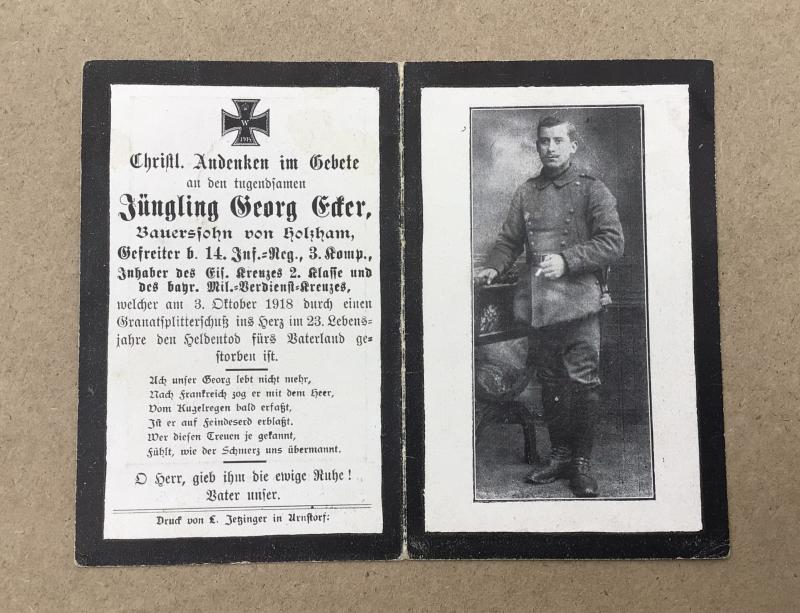 W
1914
Christl. Andenken im Gebete
an den tugendsamen
Jüngling Georg Ecker,
Bauerssohn von Holzham,
Gefreiter b. 14. Inf.=Reg., 3. Komp.,
Inhaber des Eis. Kreuzes 2. Klasse und
des bayr. Mil.=Verdienst=Kreuzes,
welcher am 3. Oktober 1918 durch einen
Granatsplitterschuß ins Herz im 23. Lebens=
jahre den Heldentod fürs Vaterland ge=
storben ist.
Ach unser Georg lebt nicht mehr,
Nach Frankreich zog er mit dem Heer,
Vom Kugelregen bald erfaßt,
Ist er auf Feindeserd erblaßt.
Wer diesen Treuen je gekannt,
Fühlt, wie der Schmerz uns übermannt.
O Herr, gieb ihm die ewige Ruhe!
Vater unser.
Druck von L. Jetzinger in Arnstorf: